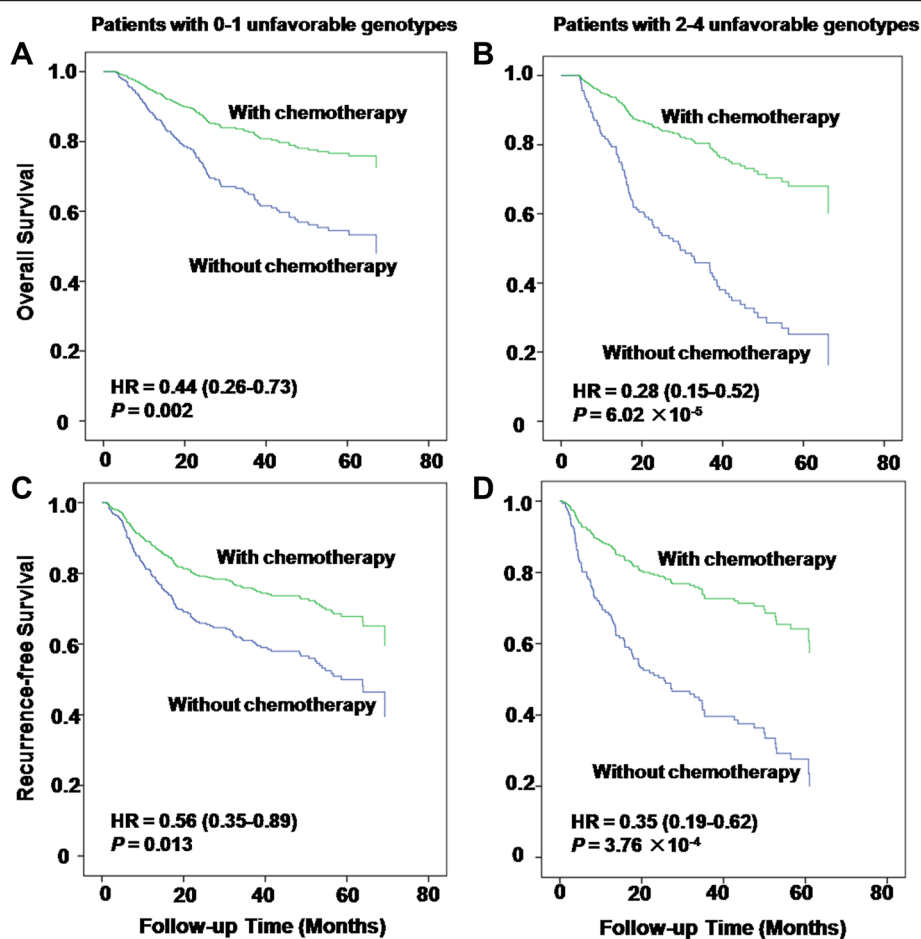 Patients with 0-1 unfavorable genotypes
Patients with 2-4 unfavorable genotypes
A
1.0
0.8
0.6
0.4
0.2
0
Overall Survival
With chemotherapy
Without chemotherapy
HR = 0.44 (0.26-0.73)
P = 0.002
0 20 40 60 80
B
1.0
0.8
0.6
0.4
0.2
0
With chemotherapy
Without chemotherapy
HR = 0.28 (0.15-0.52)
P = 6.02 ×10⁻⁵
0 20 40 60 80
C
1.0
0.8
0.6
0.4
0.2
0
Recurrence-free Survival
With chemotherapy
Without chemotherapy
HR = 0.56 (0.35-0.89)
P = 0.013
0 20 40 60 80
Follow-up Time (Months)
D
1.0
0.8
0.6
0.4
0.2
0
With chemotherapy
Without chemotherapy
HR = 0.35 (0.19-0.62)
P = 3.76 ×10⁻⁴
0 20 40 60 80
Follow-up Time (Months)